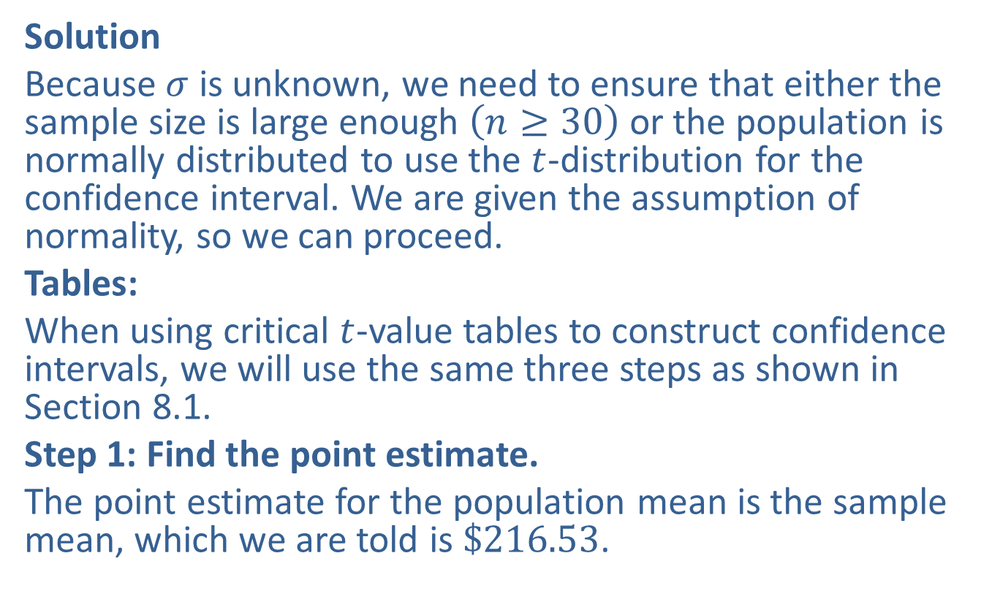 Solution
Because σ is unknown, we need to ensure that either the
sample size is large enough (n ≥ 30) or the population is
normally distributed to use the t-distribution for the
confidence interval. We are given the assumption of
normality, so we can proceed.
Tables:
When using critical t-value tables to construct confidence
intervals, we will use the same three steps as shown in
Section 8.1.
Step 1: Find the point estimate.
The point estimate for the population mean is the sample
mean, which we are told is $216.53.